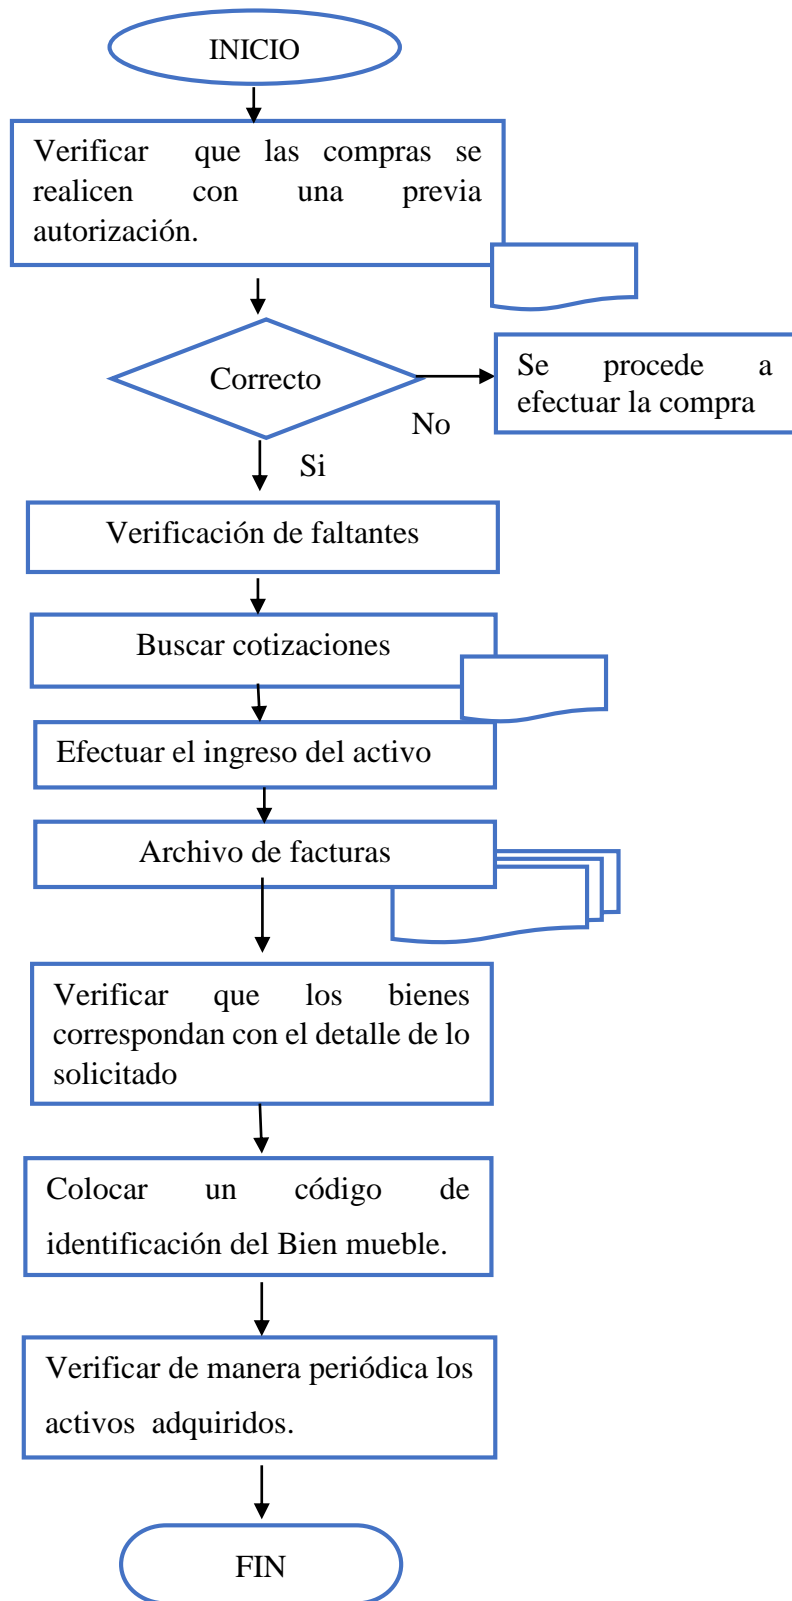 INICIO
Verificar que las compras se
realicen con una previa
autorización.
Correcto
Se procede a
efectuar la compra
No
Si
Verificación de faltantes
Buscar cotizaciones
Efectuar el ingreso del activo
Archivo de facturas
Verificar que los bienes
correspondan con el detalle de lo
solicitado
Colocar un código de
identificación del Bien mueble.
Verificar de manera periódica los
activos adquiridos.
FIN